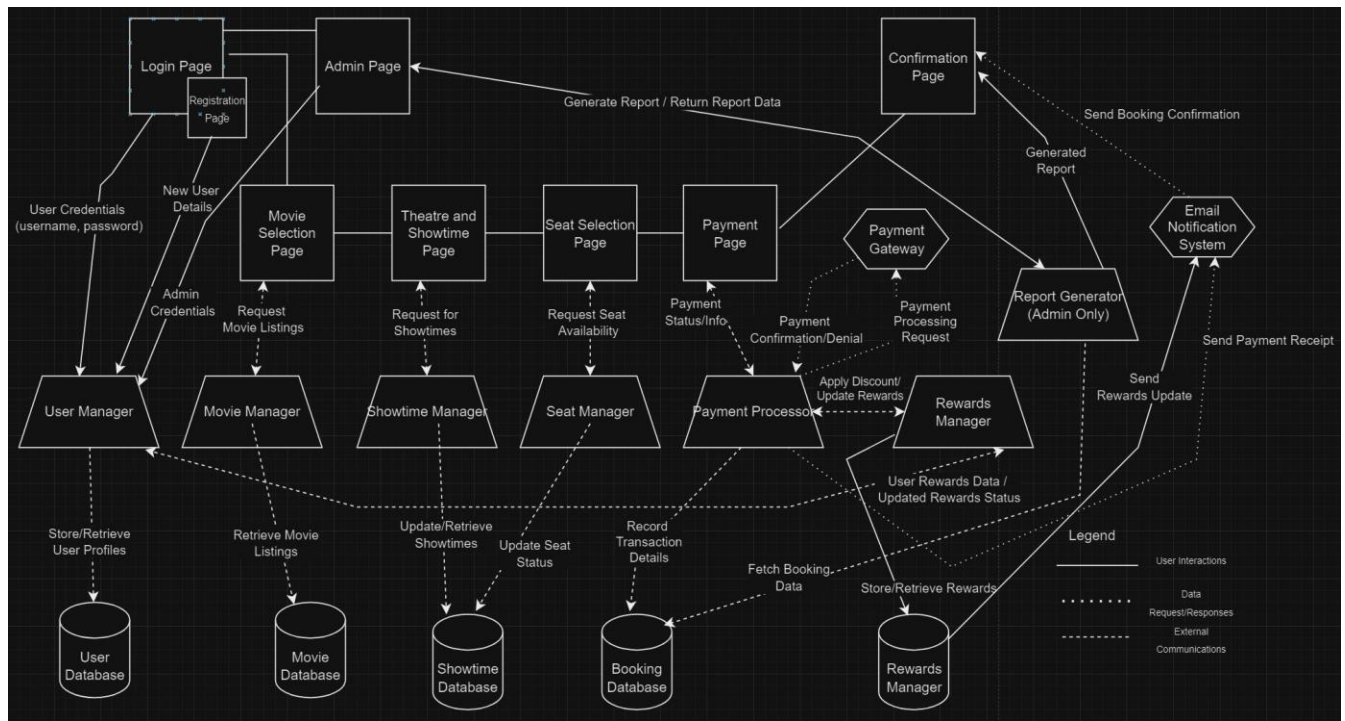 Login Page
Admin Page
Confirmation
Page
Registration
Page
Generate Report / Return Report Data
Send Booking Confirmation
Generated
Report
User Credentials
(username, password)
New User
Details
Movie
Selection
Page
Theatre and
Showtime
Page
Seat Selection
Page
Payment
Page
Payment
Gateway
Email
Notification
System
Admin
Credentials
Request
Movie Listings
Request for
Showtimes
Request Seat
Availability
Payment
Status/Info
Payment
Confirmation/Denial
Payment
Processing
Request
Report Generator
(Admin Only)
Send Payment Receipt
User Manager
Movie Manager
Showtime Manager
Seat Manager
Payment Processor
Apply Discount/
Update Rewards
Rewards
Manager
Send
Rewards Update
User Rewards Data /
Updated Rewards Status
Store/Retrieve
User Profiles
Retrieve Movie
Listings
Update/Retrieve
Showtimes
Update Seat
Status
Record
Transaction
Details
Fetch Booking
Data
Store/Retrieve Rewards
Legend
User Interactions
Data
Request/Responses
External
Communications
User
Database
Movie
Database
Showtime
Database
Booking
Database
Rewards
Manager